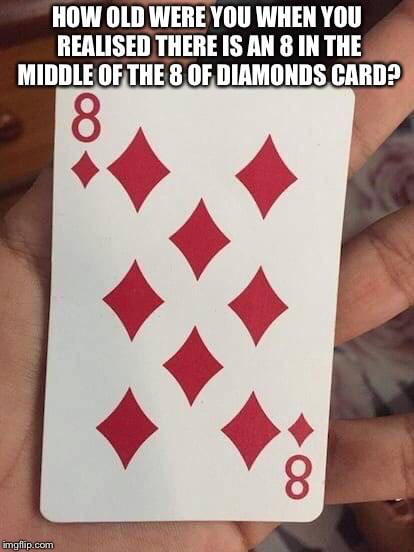 HOW OLD WERE YOU WHEN YOU
REALISED THERE IS AN 8 IN THE
MIDDLE OF THE 8 OF DIAMONDS CARD?
8
8
imgflip.com